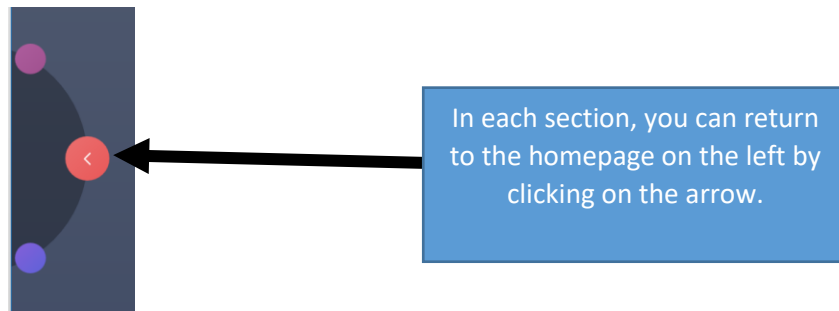 In each section, you can return
to the homepage on the left by
clicking on the arrow.